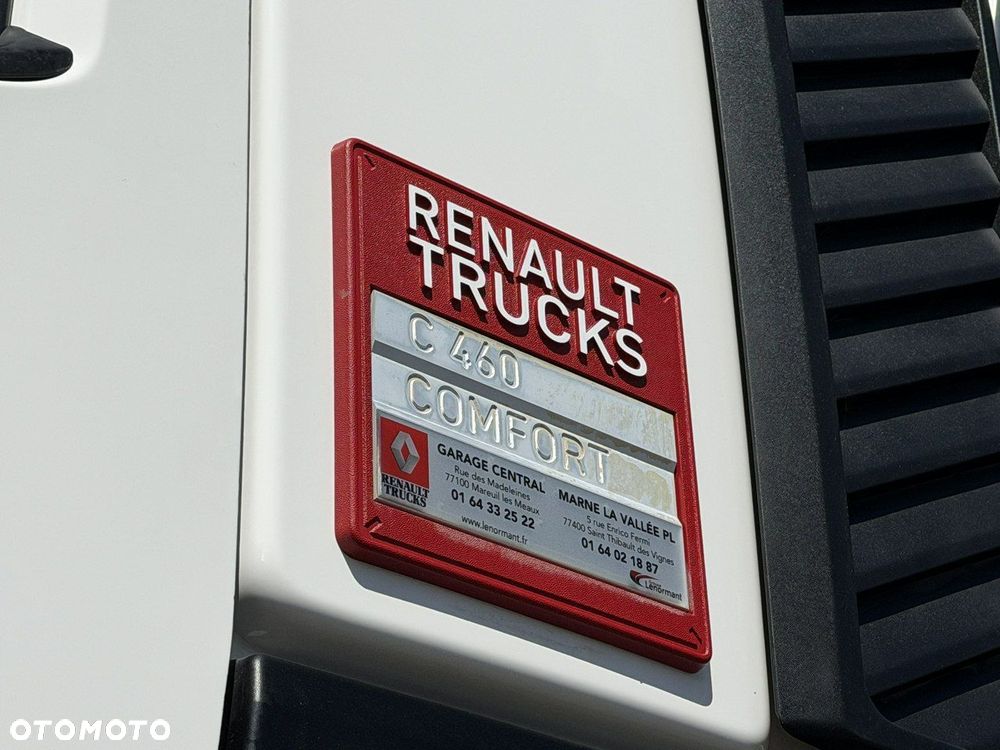 RENAULT
TRUCKS
C 460
COMFORT
RENAULT
TRUCKS
GARAGE CENTRAL
Rue des Madeleines
77100 Mareuil les Meaux
01 64 33 25 22
www.lenormant.fr
MARNE LA VALLÉE PL
5 rue Enrico Fermi
77400 Saint Thibault des Vignes
01 64 02 18 87
Lenormant
OTOMOTO